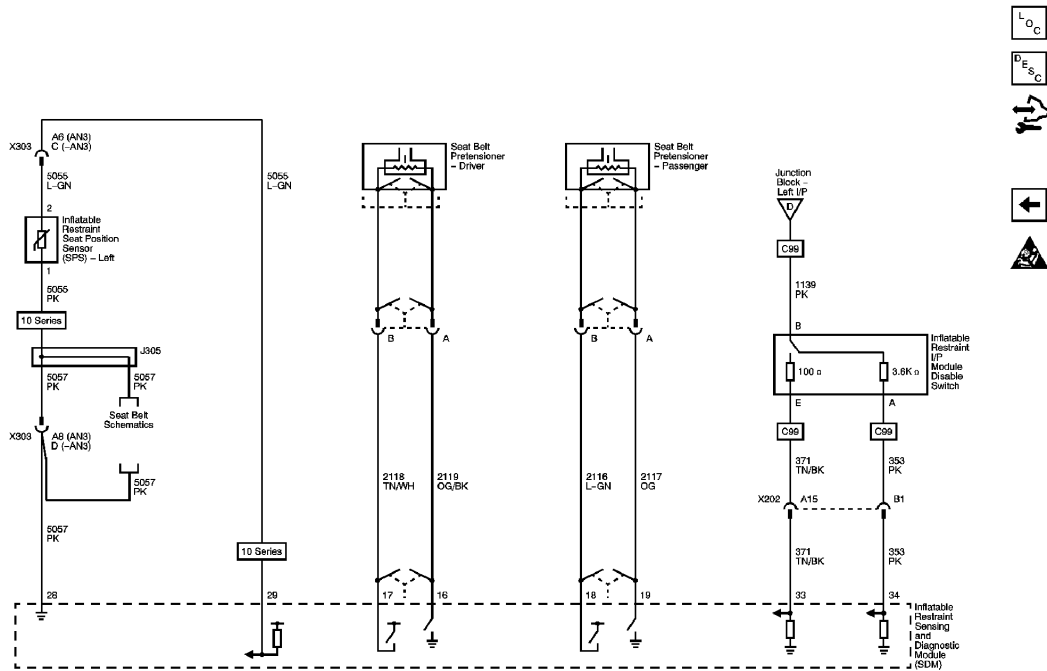 LOC
DESC
X303
A6 (AN3)
C (-AN3)
5055
L-GN
2
Inflatable
Restraint
Seat Position
Sensor
(SPS) - Left
1
5055
PK
10 Series
J305
5057
PK
5057
PK
Seat Belt
Schematics
X303
A8 (AN3)
D (-AN3)
5057
PK
5057
PK
28
5055
L-GN
10 Series
29
Seat Belt
Pretensioner
- Driver
B
A
2118
TN/WH
2119
OG/BK
17
16
Seat Belt
Pretensioner
- Passenger
B
A
2116
L-GN
2117
OG
18
19
Junction
Block -
Left I/P
D
C99
1139
PK
B
Inflatable
Restraint
I/P
Module
Disable
Switch
100 Ω
3.6K Ω
E
A
C99
C99
371
TN/BK
353
PK
X202
A15
B1
371
TN/BK
353
PK
33
34
Inflatable
Restraint
Sensing
and
Diagnostic
Module
(SDM)